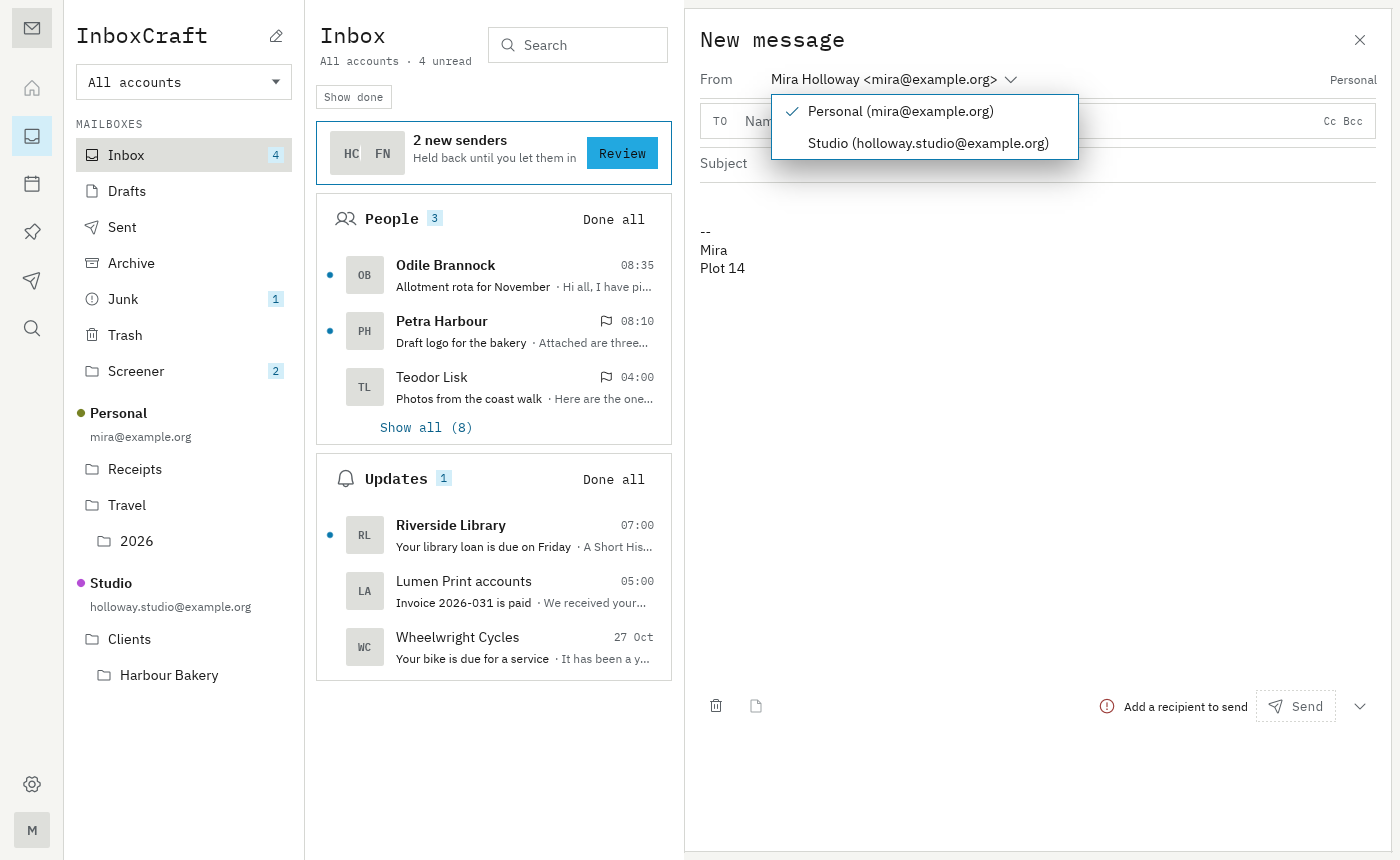 InboxCraft
All accounts
MAILBOXES
Inbox 4
Drafts
Sent
Archive
Junk 1
Trash
Screener 2
Personal
mira@example.org
Receipts
Travel
2026
Studio
holloway.studio@example.org
Clients
Harbour Bakery
M
Inbox
All accounts · 4 unread
Search
Show done
HC FN
2 new senders
Held back until you let them in
Review
People 3
Done all
OB
Odile Brannock 08:35
Allotment rota for November · Hi all, I have pi…
PH
Petra Harbour 08:10
Draft logo for the bakery · Attached are three…
TL
Teodor Lisk 04:00
Photos from the coast walk · Here are the one…
Show all (8)
Updates 1
Done all
RL
Riverside Library 07:00
Your library loan is due on Friday · A Short His…
LA
Lumen Print accounts 05:00
Invoice 2026-031 is paid · We received your…
WC
Wheelwright Cycles 27 Oct
Your bike is due for a service · It has been a y…
New message
From Mira Holloway <mira@example.org> Personal
Personal (mira@example.org)
Studio (holloway.studio@example.org)
TO Cc Bcc
Subject
--
Mira
Plot 14
Add a recipient to send
Send